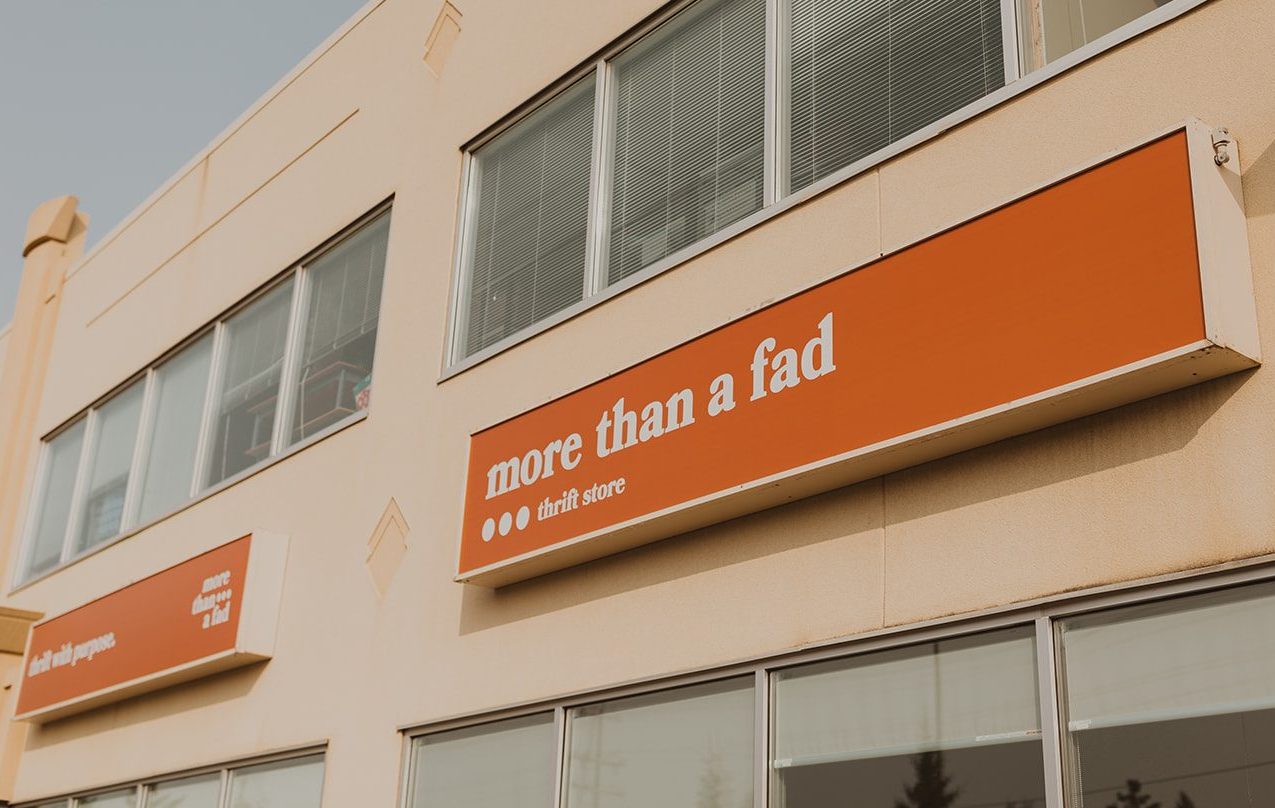 more than a fad
••• thrift store
thrift with purpose.
more
than•••
a fad